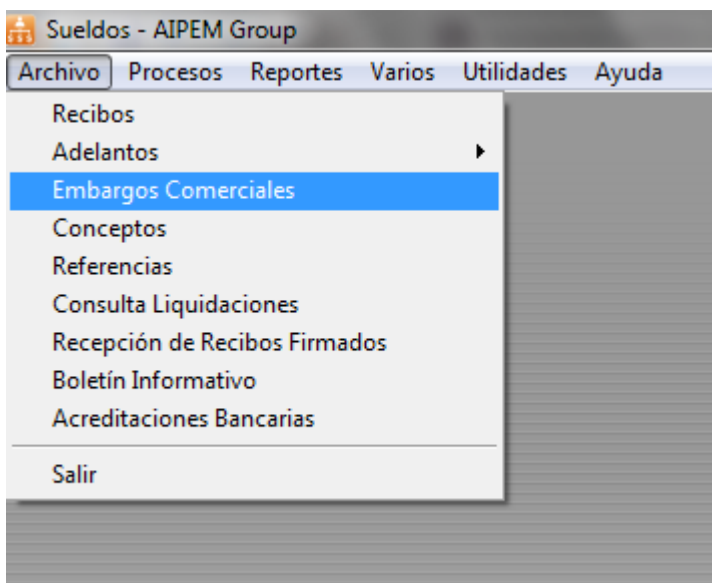 Sueldos - AIPEM Group
Archivo Procesos Reportes Varios Utilidades Ayuda
Recibos
Adelantos
Embargos Comerciales
Conceptos
Referencias
Consulta Liquidaciones
Recepción de Recibos Firmados
Boletín Informativo
Acreditaciones Bancarias
Salir